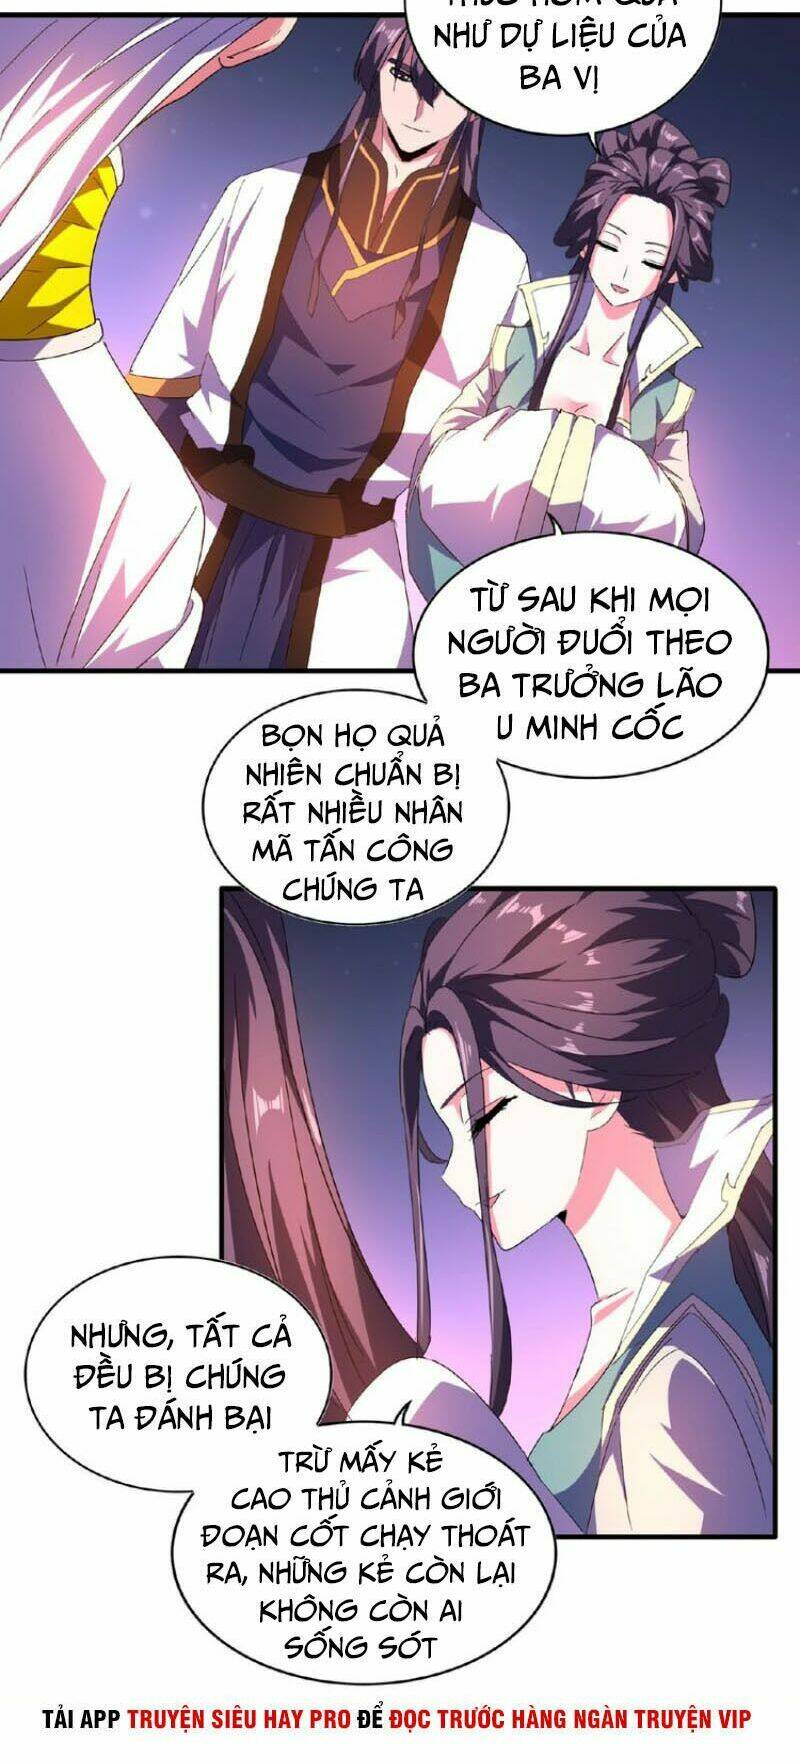 NHƯ DỰ LIỆU CỦA
BA VỊ
TỪ SAU KHI MỌI
NGƯỜI ĐUỔI THEO
BA TRƯỞNG LÃO
U MINH CỐC
BỌN HỌ QUẢ
NHIÊN CHUẨN BỊ
RẤT NHIỀU NHÂN
MÃ TẤN CÔNG
CHÚNG TA
NHƯNG, TẤT CẢ
ĐỀU BỊ CHÚNG
TA ĐÁNH BẠI
TRỪ MẤY KẺ
CAO THỦ CẢNH GIỚI
ĐOẠN CỐT CHẠY THOÁT
RA, NHỮNG KẺ CÒN LẠI
KHÔNG CÒN AI
SỐNG SÓT
TẢI APP TRUYỆN SIÊU HAY PRO ĐỂ ĐỌC TRƯỚC HÀNG NGÀN TRUYỆN VIP